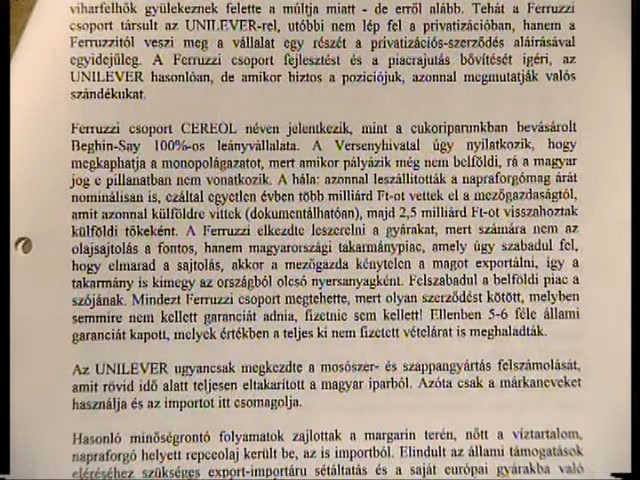 viharfelhők gyülekeznek felette a múltja miatt - de erről alább. Tehát a Ferruzzi
csoport társult az UNILEVER-rel, utóbbi nem lép fel a privatizációban, hanem a
Ferruzzitól veszi meg a vállalat egy részét a privatizációs-szerződés aláírásával
egyidejűleg. A Ferruzzi csoport fejlesztést és a piacrajutás bővítését igéri, az
UNILEVER hasonlóan, de amikor biztos a poziciójuk, azonnal megmutatják valós
szándékukat.
Ferruzzi csoport CEREOL néven jelentkezik, mint a cukoriparunkban bevásárolt
Beghin-Say 100%-os leányvállalata. A Versenyhivatal úgy nyilatkozik, hogy
megkaphatja a monopolágazatot, mert amikor pályázik még nem belföldi, rá a magyar
jog e pillanatban nem vonatkozik. A hála: azonnal leszállították a napraforgómag árát
nominálisan is, ezáltal egyetlen évben több milliárd Ft-ot vettek el a mezőgazdaságtól,
amit azonnal külföldre vittek (dokumentálhatóan), majd 2,5 milliárd Ft-ot visszahoztak
külföldi tőkeként. A Ferruzzi elkezdte leszerelni a gyárakat, mert számára nem az
olajsajtolás a fontos, hanem magyarországi takarmánypiac, amely úgy szabadul fel,
hogy elmarad a sajtolás, akkor a mezőgazda kénytelen a magot exportálni, így a
takarmány is kimegy az országból olcsó nyersanyagként. Felszabadul a belföldi piac a
szójának. Mindezt Ferruzzi csoport megtehette, mert olyan szerződést kötött, melyben
semmire nem kellett garanciát adnia, fizetnie sem kellett! Ellenben 5-6 féle állami
garanciát kapott, melyek értékben a teljes ki nem fizetett vételárat is meghaladták.
Az UNILEVER ugyancsak megkezdte a mosószer- és szappangyártás felszámolását,
amit rövid idő alatt teljesen eltakarított a magyar iparból. Azóta csak a márkaneveket
használja és az importot itt csomagolja.
Hasonló minőségrontó folyamatok zajlottak a margarin terén, nőtt a víztartalom,
napraforgó helyett repceolaj került be, az is importból. Elindult az állami támogatások
eléréséhez szükséges export-importáru sétáltatás és a saját európai gyárakba való